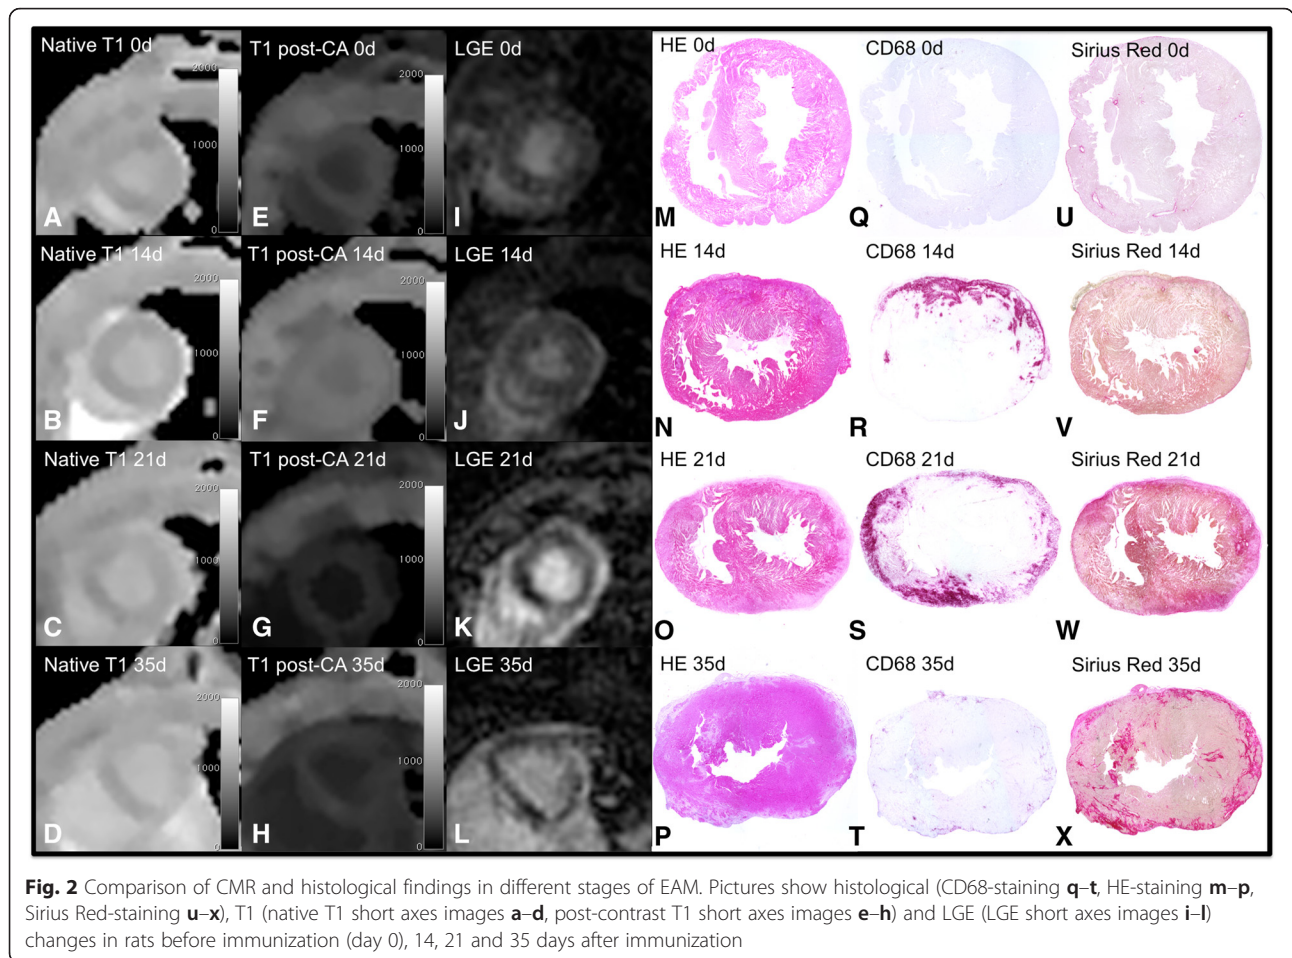 Native T1 0d T1 post-CA 0d LGE 0d HE 0d CD68 0d Sirius Red 0d
2000 2000
1000 1000
0 0
A E I M Q U
Native T1 14d T1 post-CA 14d LGE 14d HE 14d CD68 14d Sirius Red 14d
2000 2000
1000 1000
0 0
B F J N R V
Native T1 21d T1 post-CA 21d LGE 21d HE 21d CD68 21d Sirius Red 21d
2000 2000
1000 1000
0 0
C G K O S W
Native T1 35d T1 post-CA 35d LGE 35d HE 35d CD68 35d Sirius Red 35d
2000 2000
1000 1000
0 0
D H L P T X
Fig. 2 Comparison of CMR and histological findings in different stages of EAM. Pictures show histological (CD68-staining q–t, HE-staining m–p,
Sirius Red-staining u–x), T1 (native T1 short axes images a–d, post-contrast T1 short axes images e–h) and LGE (LGE short axes images i–l)
changes in rats before immunization (day 0), 14, 21 and 35 days after immunization